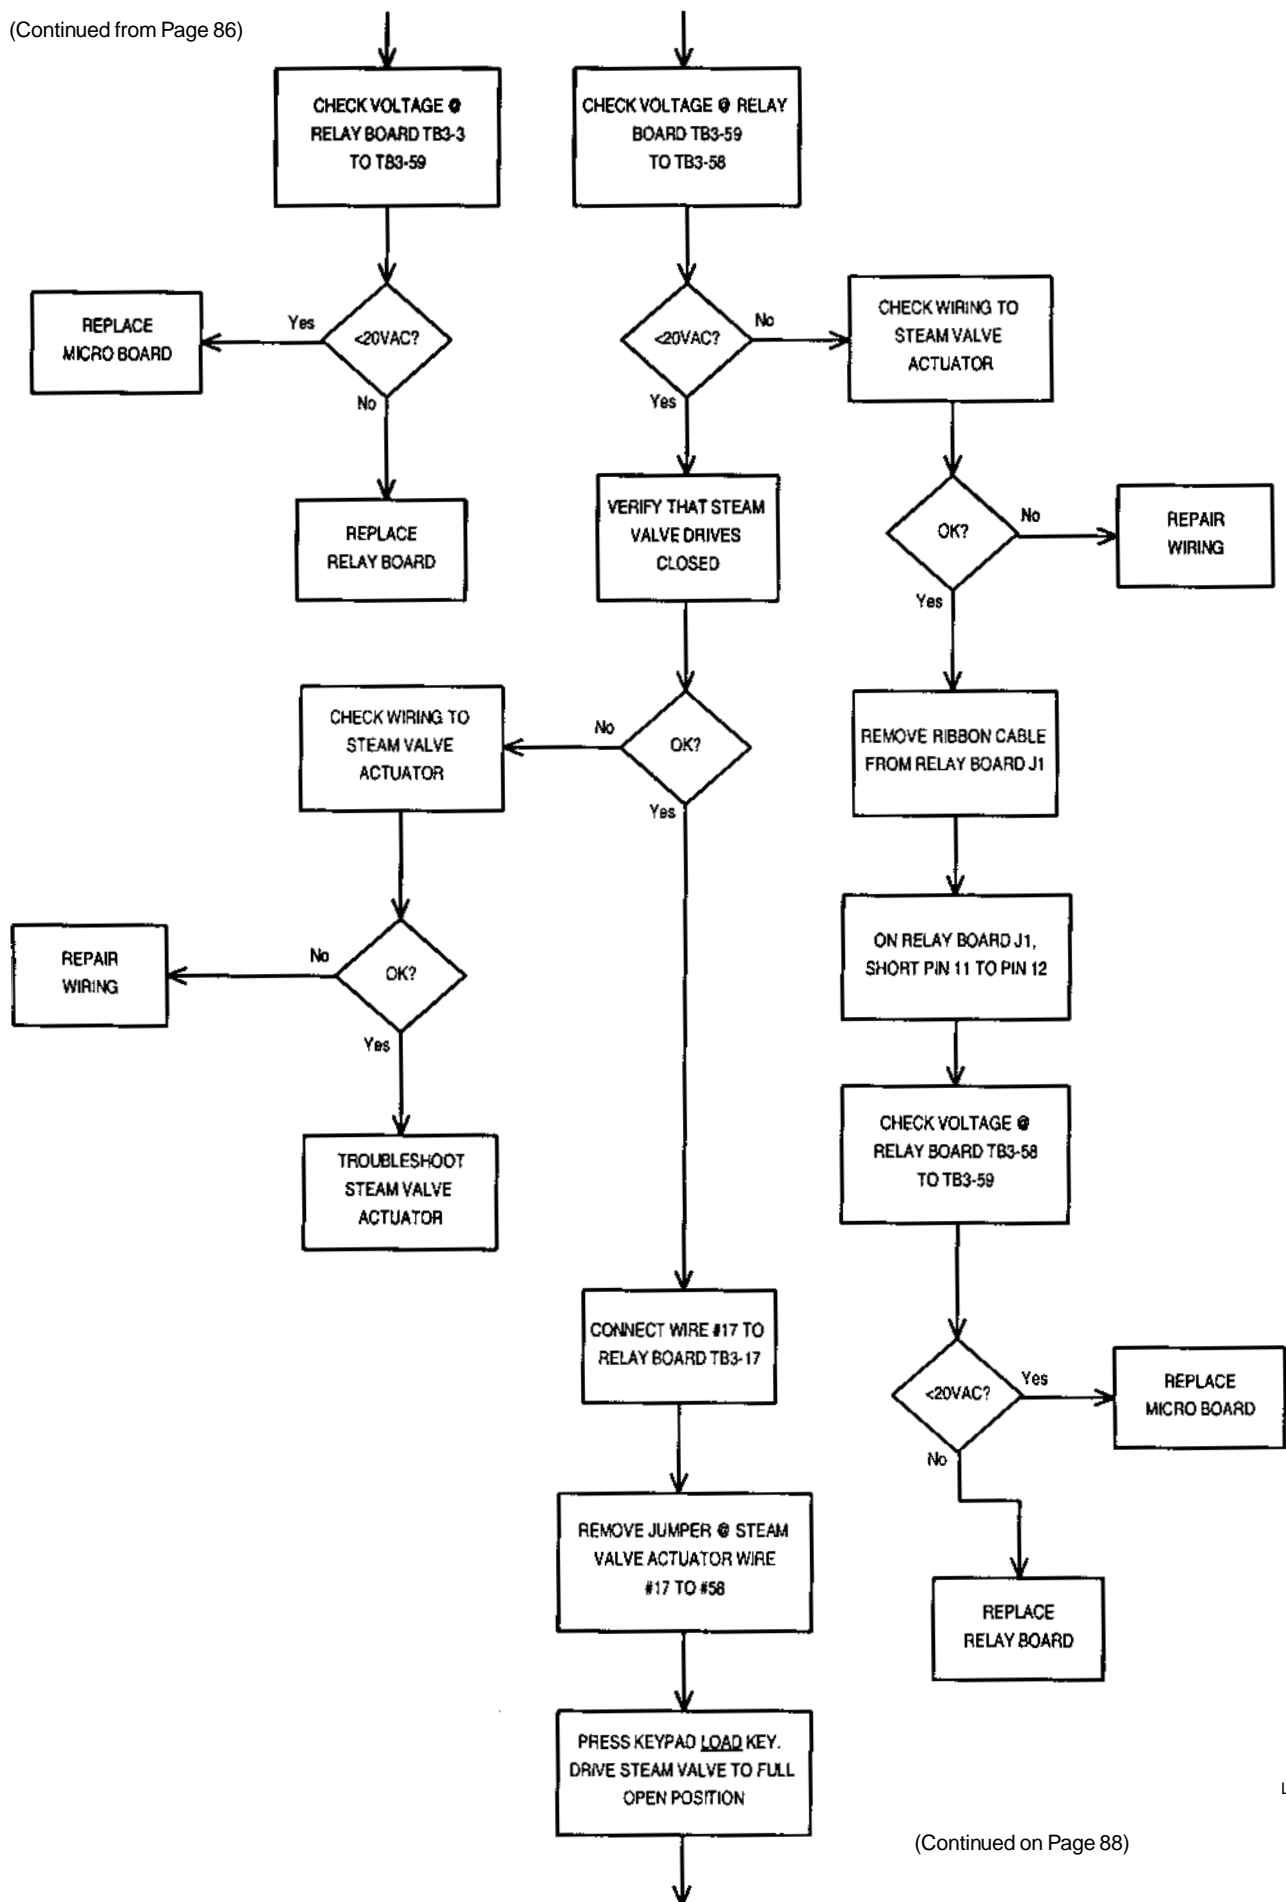 (Continued from Page 86)
CHECK VOLTAGE @
RELAY BOARD TB3-3
TO TB3-59
CHECK VOLTAGE @ RELAY
BOARD TB3-59
TO TB3-58
REPLACE
MICRO BOARD
Yes
<20VAC?
No
REPLACE
RELAY BOARD
<20VAC?
No
Yes
CHECK WIRING TO
STEAM VALVE
ACTUATOR
VERIFY THAT STEAM
VALVE DRIVES
CLOSED
OK?
No
REPAIR
WIRING
Yes
CHECK WIRING TO
STEAM VALVE
ACTUATOR
No
OK?
Yes
REMOVE RIBBON CABLE
FROM RELAY BOARD J1
REPAIR
WIRING
No
OK?
Yes
ON RELAY BOARD J1,
SHORT PIN 11 TO PIN 12
TROUBLESHOOT
STEAM VALVE
ACTUATOR
CHECK VOLTAGE @
RELAY BOARD TB3-58
TO TB3-59
CONNECT WIRE #17 TO
RELAY BOARD TB3-17
<20VAC?
Yes
REPLACE
MICRO BOARD
No
REMOVE JUMPER @ STEAM
VALVE ACTUATOR WIRE
#17 TO #58
REPLACE
RELAY BOARD
PRESS KEYPAD LOAD KEY.
DRIVE STEAM VALVE TO FULL
OPEN POSITION
L
(Continued on Page 88)